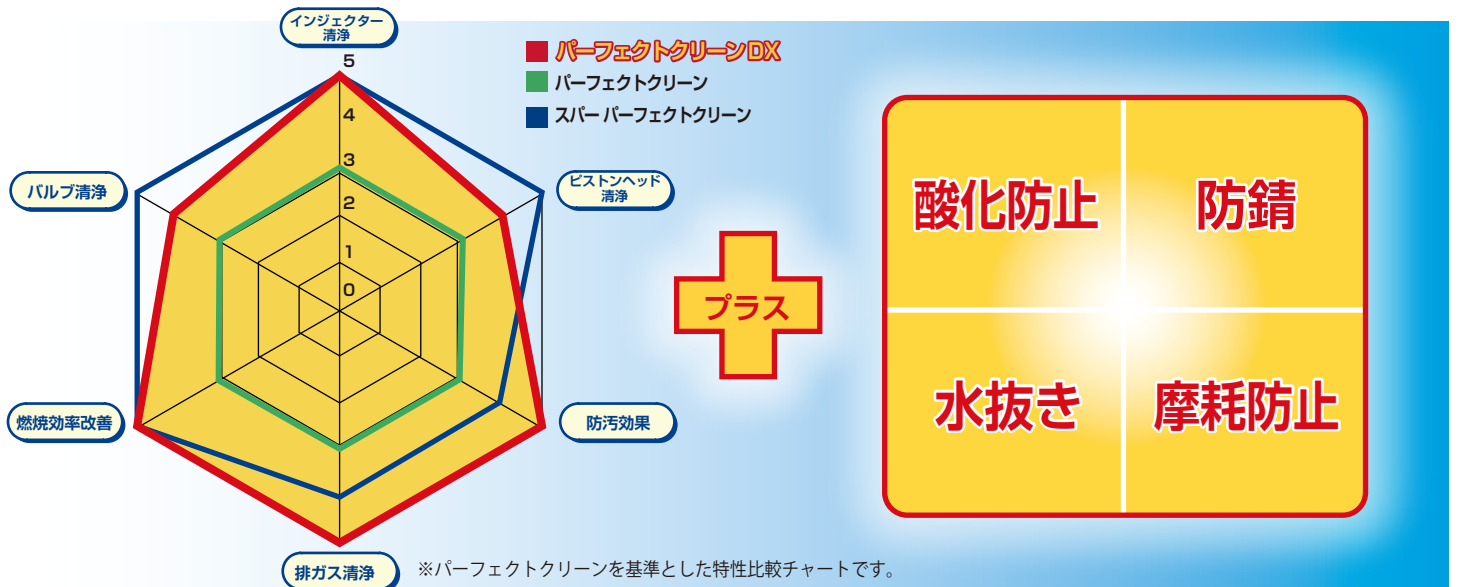 インジェクター
清浄
5
4
3
2
1
0
パーフェクトクリーンDX
パーフェクトクリーン
スパーパーフェクトクリーン
バルブ清浄
ピストンヘッド
清浄
燃焼効率改善
防汚効果
排ガス清浄
プラス
酸化防止
防錆
水抜き
摩耗防止
※パーフェクトクリーンを基準とした特性比較チャートです。